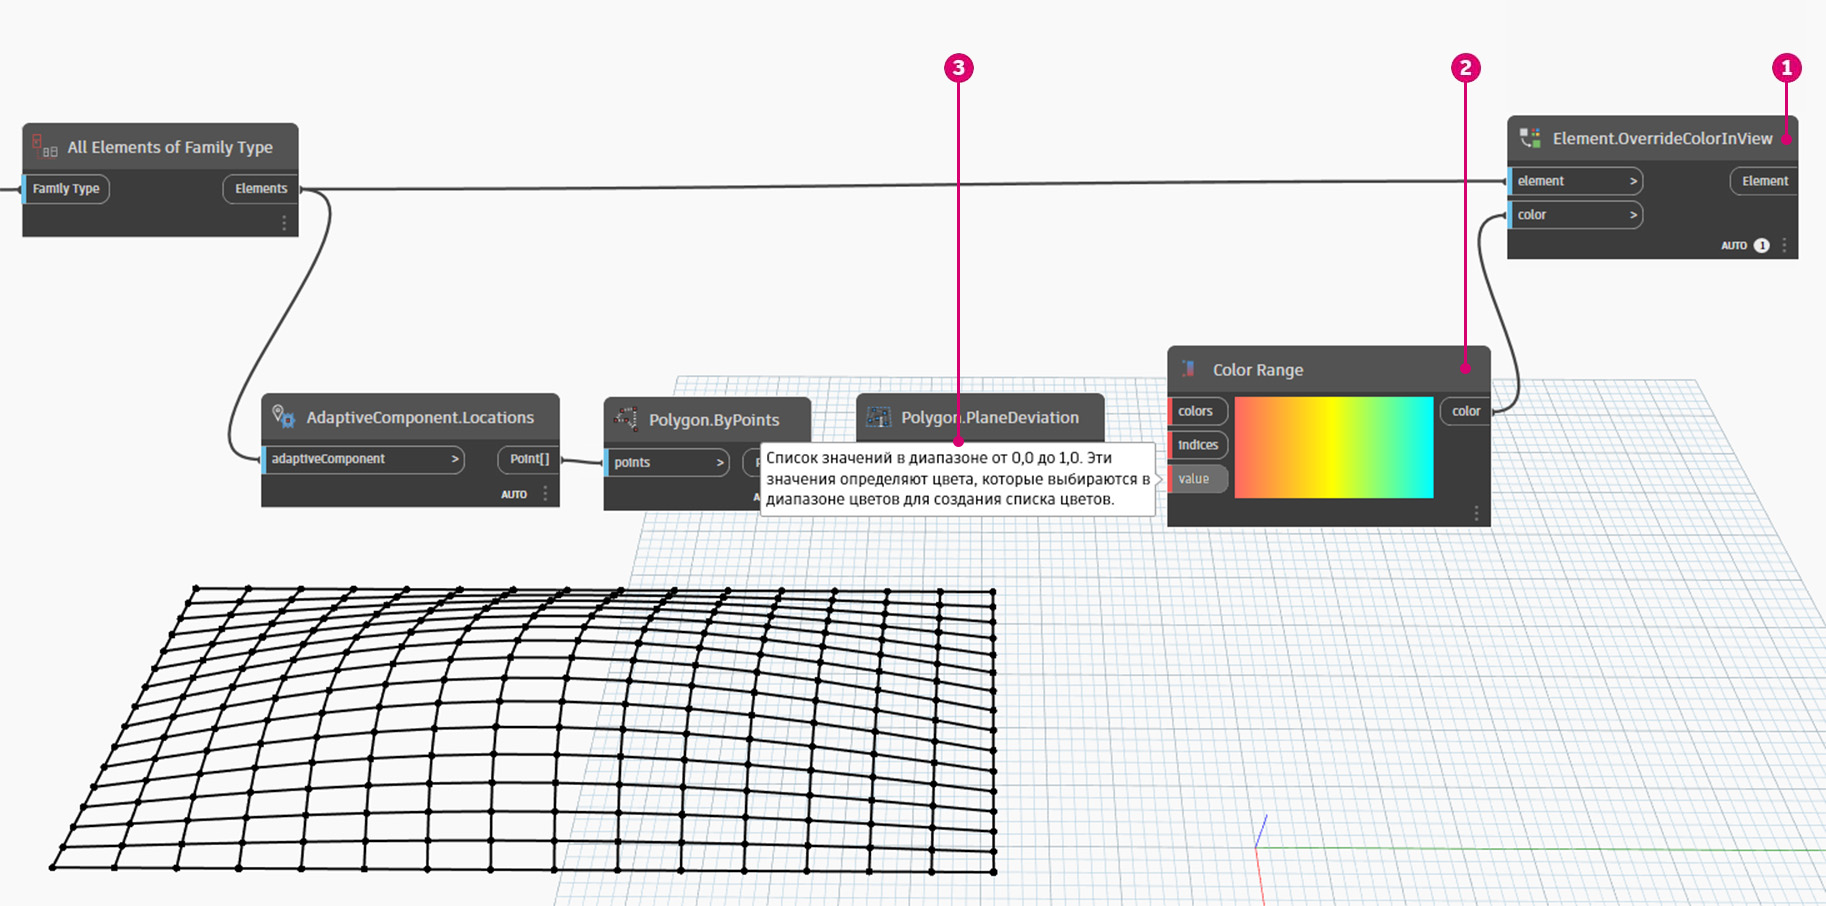 3
2
1
All Elements of Family Type
Family Type
Elements
Element.OverrideColorInView
element >
Element
color >
AUTO 1
AdaptiveComponent.Locations
adaptiveComponent >
Point[]
AUTO
Polygon.ByPoints
points >
Polygon.PlaneDeviation
Список значений в диапазоне от 0,0 до 1,0. Эти
значения определяют цвета, которые выбираются в
диапазоне цветов для создания списка цветов.
Color Range
colors
indices
value
color